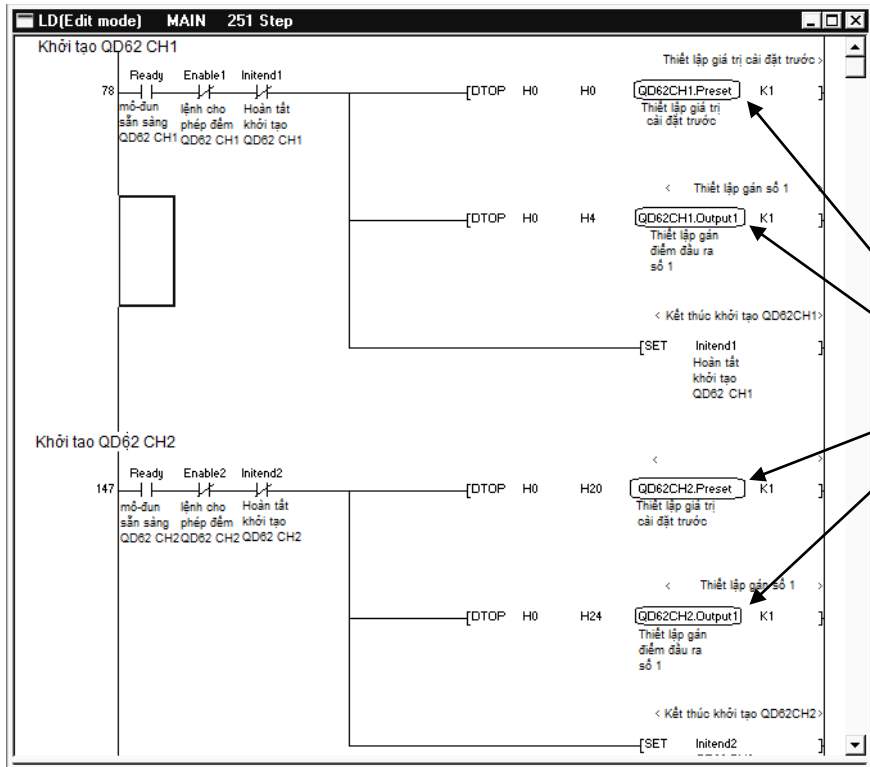 LD(Edit mode) MAIN 251 Step
Khởi tạo QD62 CH1
Thiết lập giá trị cài đặt trước >
Ready Enable1 Initend1
78 [DTOP H0 H0 QD62CH1.Preset K1 ]
mô-đun sẵn sàng QD62 CH1
lệnh cho phép đếm QD62 CH1
Hoàn tất khởi tạo QD62 CH1
Thiết lập giá trị cài đặt trước
< Thiết lập gán số 1 >
[DTOP H0 H4 QD62CH1.Output1 K1 ]
Thiết lập gán điểm đầu ra số 1
< Kết thúc khởi tạo QD62CH1>
[SET Initend1 ]
Hoàn tất khởi tạo QD62 CH1
Khởi tao QD62 CH2
< >
Ready Enable2 Initend2
147 [DTOP H0 H20 QD62CH2.Preset K1 ]
mô-đun sẵn sàng QD62 CH2
lệnh cho phép đếm QD62 CH2
Hoàn tất khởi tạo QD62 CH2
Thiết lập giá trị cài đặt trước
< Thiết lập gán số 1 >
[DTOP H0 H24 QD62CH2.Output1 K1 ]
Thiết lập gán điểm đầu ra số 1
< Kết thúc khởi tạo QD62CH2>
[SET Initend2 ]